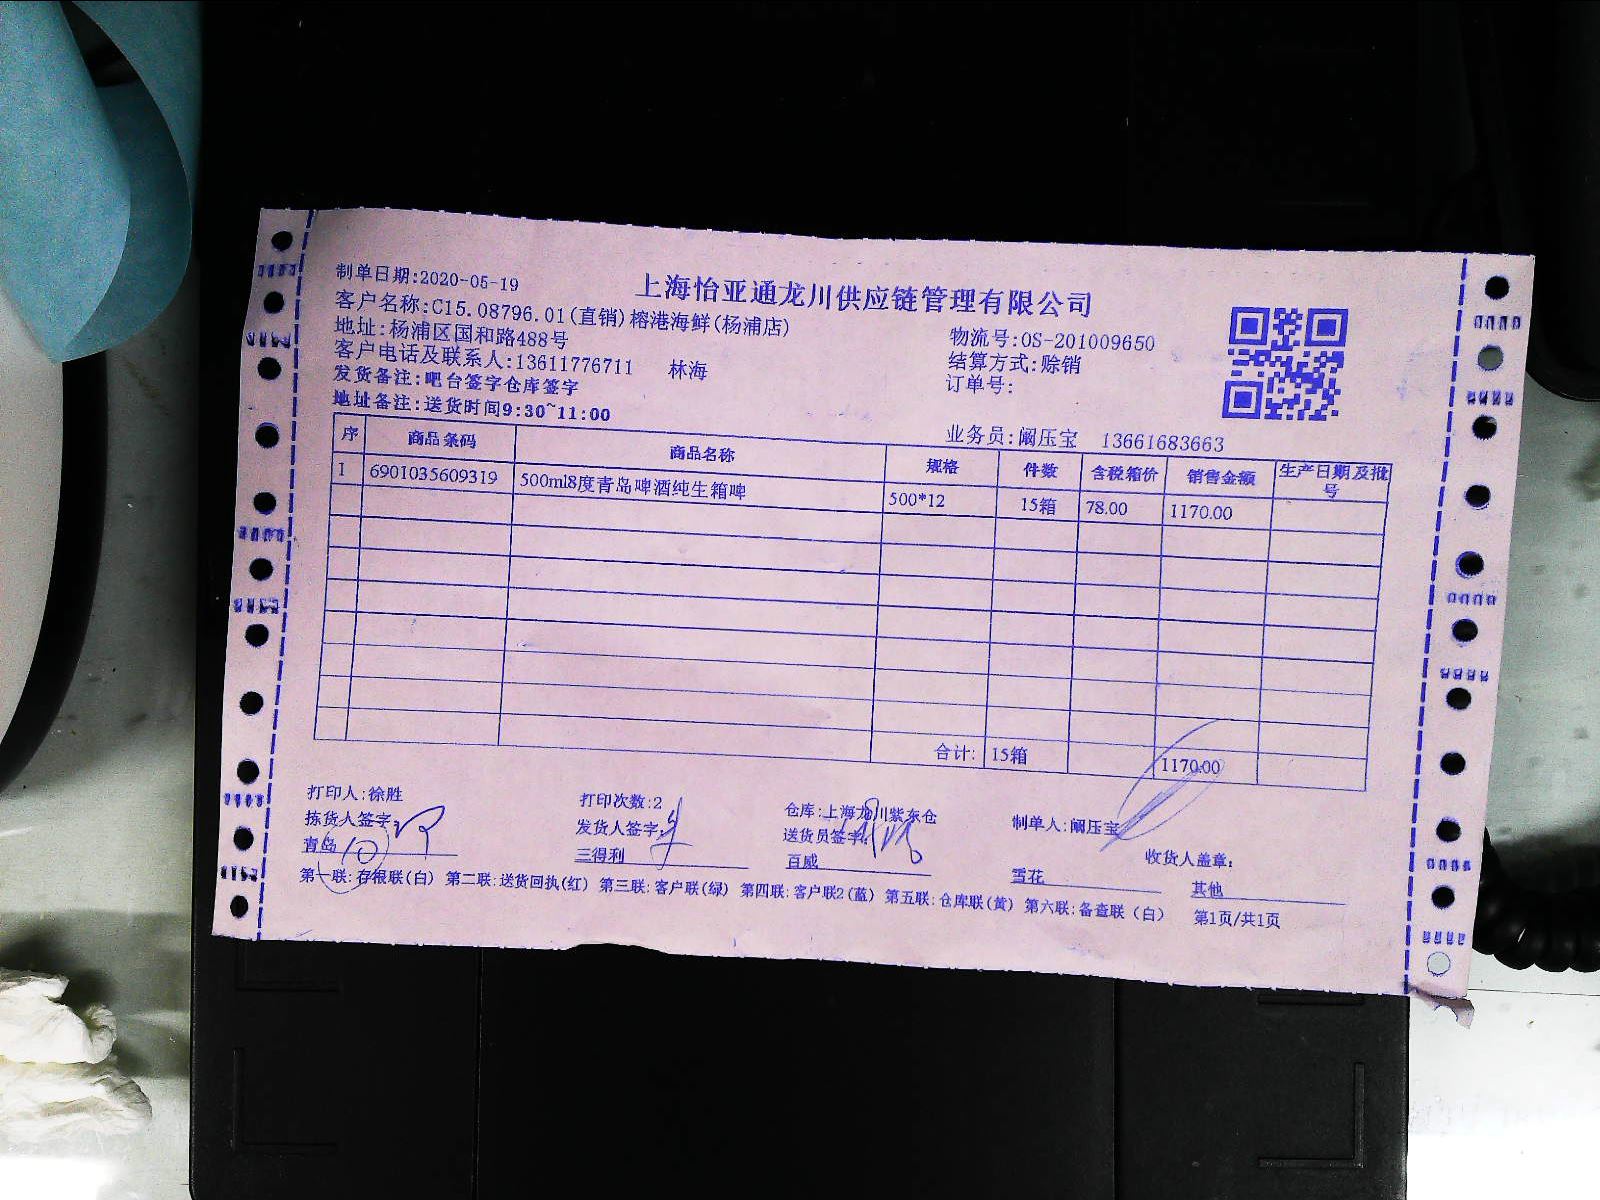 制单日期:2020-05-19
上海怡亚通龙川供应链管理有限公司
客户名称:C15.08796.01(直销)榕港海鲜(杨浦店)
物流号:OS-201009650
地址:杨浦区国和路488号
结算方式:赊销
客户电话及联系人:13611776711 林海
订单号:
发货备注:吧台签字仓库签字
地址备注:送货时间9:30~11:00
业务员:阚压宝 13661683663
序 商品条码 商品名称 规格 件数 含税箱价 销售金额 生产日期及批号
1 6901035609319 500ml8度青岛啤酒纯生箱啤 500*12 15箱 78.00 1170.00
合计: 15箱 1170.00
打印人:徐胜 打印次数:2 仓库:上海龙川紫东仓 制单人:阚压宝
拣货人签字: 发货人签字: 送货员签字: 收货人盖章:
青岛 10 三得利 百威 雪花 其他
第一联:存根联(白) 第二联:送货回执(红) 第三联:客户联(绿) 第四联:客户联2(蓝) 第五联:仓库联(黄) 第六联:备查联(白) 第1页/共1页